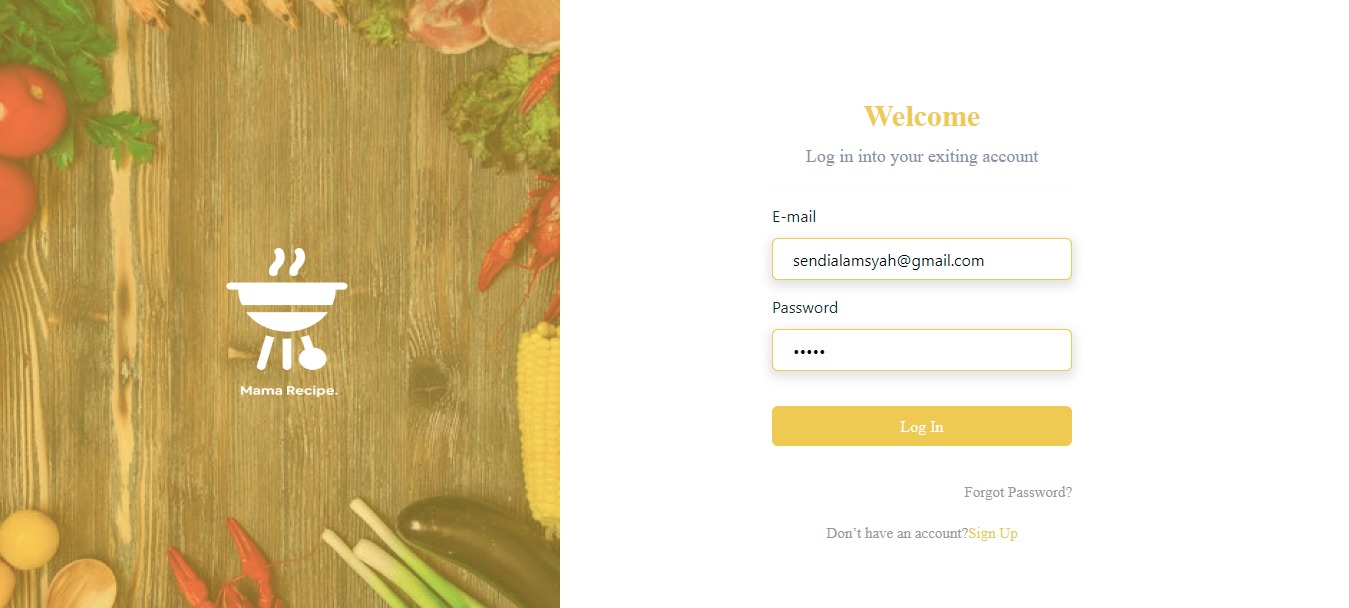 Mama Recipe.
Welcome
Log in into your exiting account
E-mail
sendialamsyah@gmail.com
Password
•••••
Log In
Forgot Password?
Don’t have an account?Sign Up